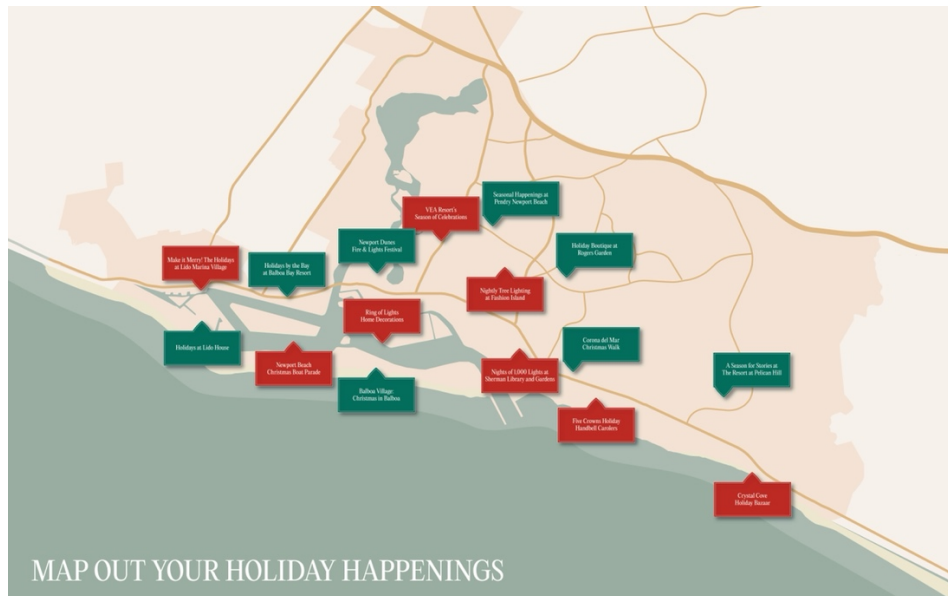 Seasonal Happenings at
Pendry Newport Beach
VEA Resort's
Season of Celebrations
Newport Dunes
Fire & Lights Festival
Holiday Boutique at
Rogers Garden
Make it Merry! The Holidays
at Lido Marina Village
Holidays by the Bay
at Balboa Bay Resort
Nightly Tree Lighting
at Fashion Island
Ring of Lights
Home Decorations
Holidays at Lido House
Corona del Mar
Christmas Walk
Newport Beach
Christmas Boat Parade
Nights of 1,000 Lights at
Sherman Library and Gardens
A Season for Stories at
The Resort at Pelican Hill
Balboa Village:
Christmas in Balboa
Five Crowns Holiday
Handbell Carolers
Crystal Cove
Holiday Bazaar
MAP OUT YOUR HOLIDAY HAPPENINGS